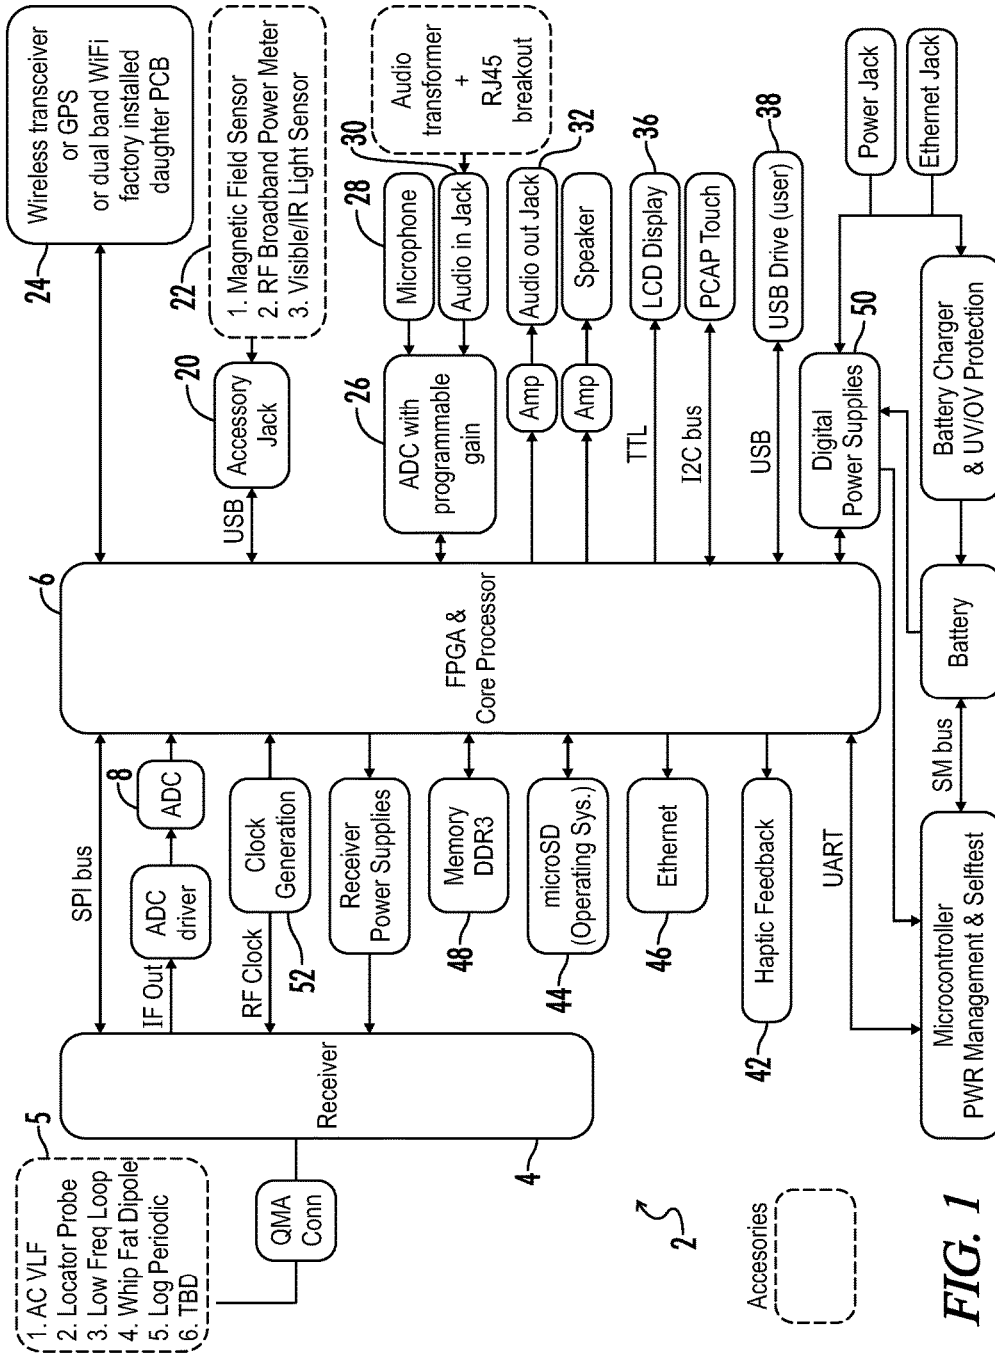 1. AC VLF
2. Locator Probe
3. Low Freq Loop
4. Whip Fat Dipole
5. Log Periodic
6. TBD
5
QMA
Conn
Receiver
4
SPI bus
IF Out
ADC
driver
ADC
8
RF Clock
Clock
Generation
52
Receiver
Power Supplies
Memory
DDR3
48
microSD
(Operating Sys.)
44
Ethernet
46
Haptic Feedback
42
UART
Microcontroller
PWR Management & Selftest
SM bus
Battery
FPGA &
Core Processor
6
Wireless transceiver
or GPS
or dual band WiFi
factory installed
daughter PCB
24
1. Magnetic Field Sensor
2. RF Broadband Power Meter
3. Visible/IR Light Sensor
22
Accessory
Jack
20
USB
Audio
transformer
+
RJ45
breakout
30
Microphone
28
Audio in Jack
ADC with
programmable
gain
26
Audio out Jack
32
Amp
Speaker
Amp
LCD Display
36
TTL
PCAP Touch
I2C bus
USB Drive (user)
38
USB
Digital
Power Supplies
50
Power Jack
Ethernet Jack
Battery Charger
& UV/OV Protection
2
Accesories
FIG. 1